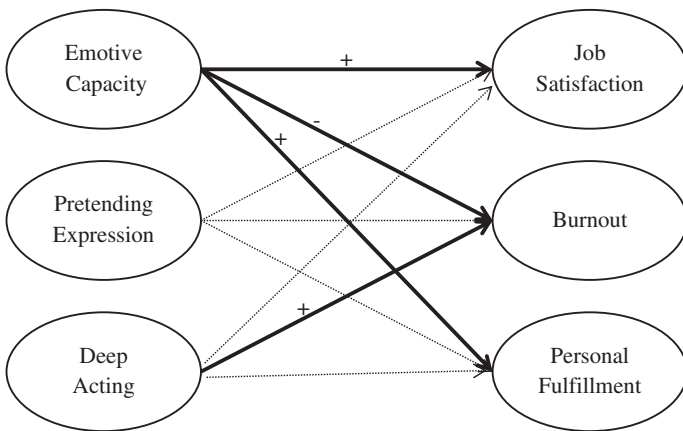 Emotive
Capacity
+
Job
Satisfaction
-
+
Pretending
Expression
Burnout
+
Deep
Acting
Personal
Fulfillment